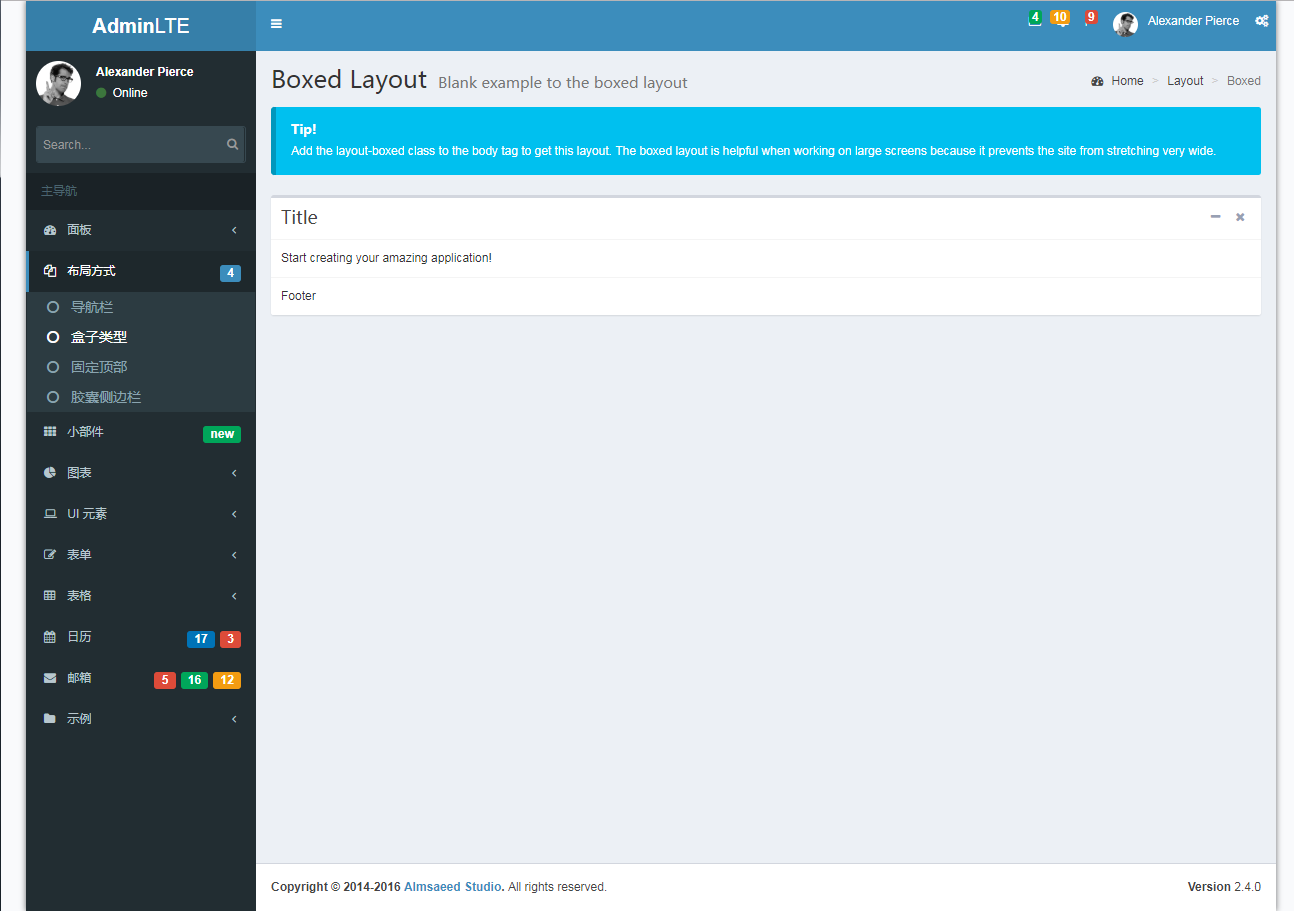 AdminLTE
4 10 9 Alexander Pierce
Alexander Pierce
Online
Search...
主导航
面板
布局方式 4
导航栏
盒子类型
固定顶部
胶囊侧边栏
小部件 new
图表
UI 元素
表单
表格
日历 17 3
邮箱 5 16 12
示例
Boxed Layout Blank example to the boxed layout
Home > Layout > Boxed
Tip!
Add the layout-boxed class to the body tag to get this layout. The boxed layout is helpful when working on large screens because it prevents the site from stretching very wide.
Title
Start creating your amazing application!
Footer
Copyright © 2014-2016 Almsaeed Studio. All rights reserved.
Version 2.4.0